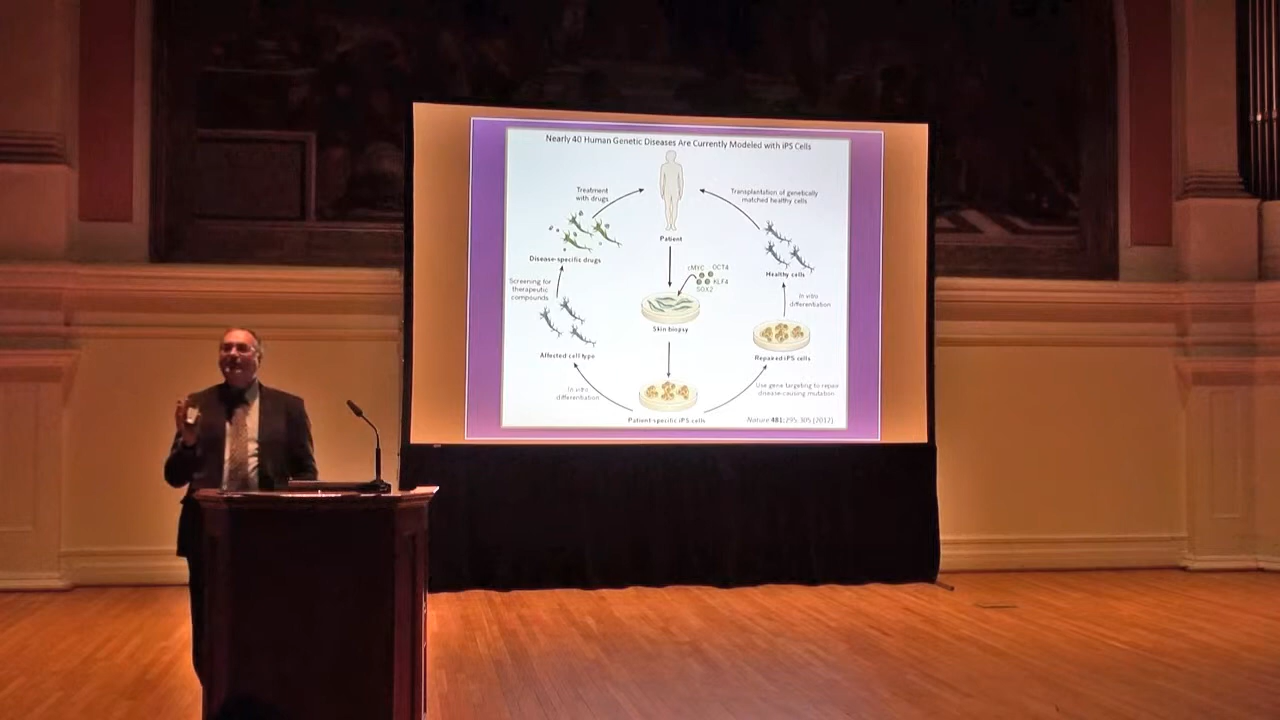 Nearly 40 Human Genetic Diseases Are Currently Modeled with iPS Cells
Treatment
with drugs
Transplantation of genetically
matched healthy cells
Patient
Disease-specific drugs
cMYC OCT4
KLF4
SOX2
Healthy cells
Screening for
therapeutic
compounds
In vitro
differentiation
Skin biopsy
Affected cell type
Repaired iPS cells
In vitro
differentiation
Use gene targeting to repair
disease-causing mutation
Patient-specific iPS cells
Nature 481:295-305 (2012)